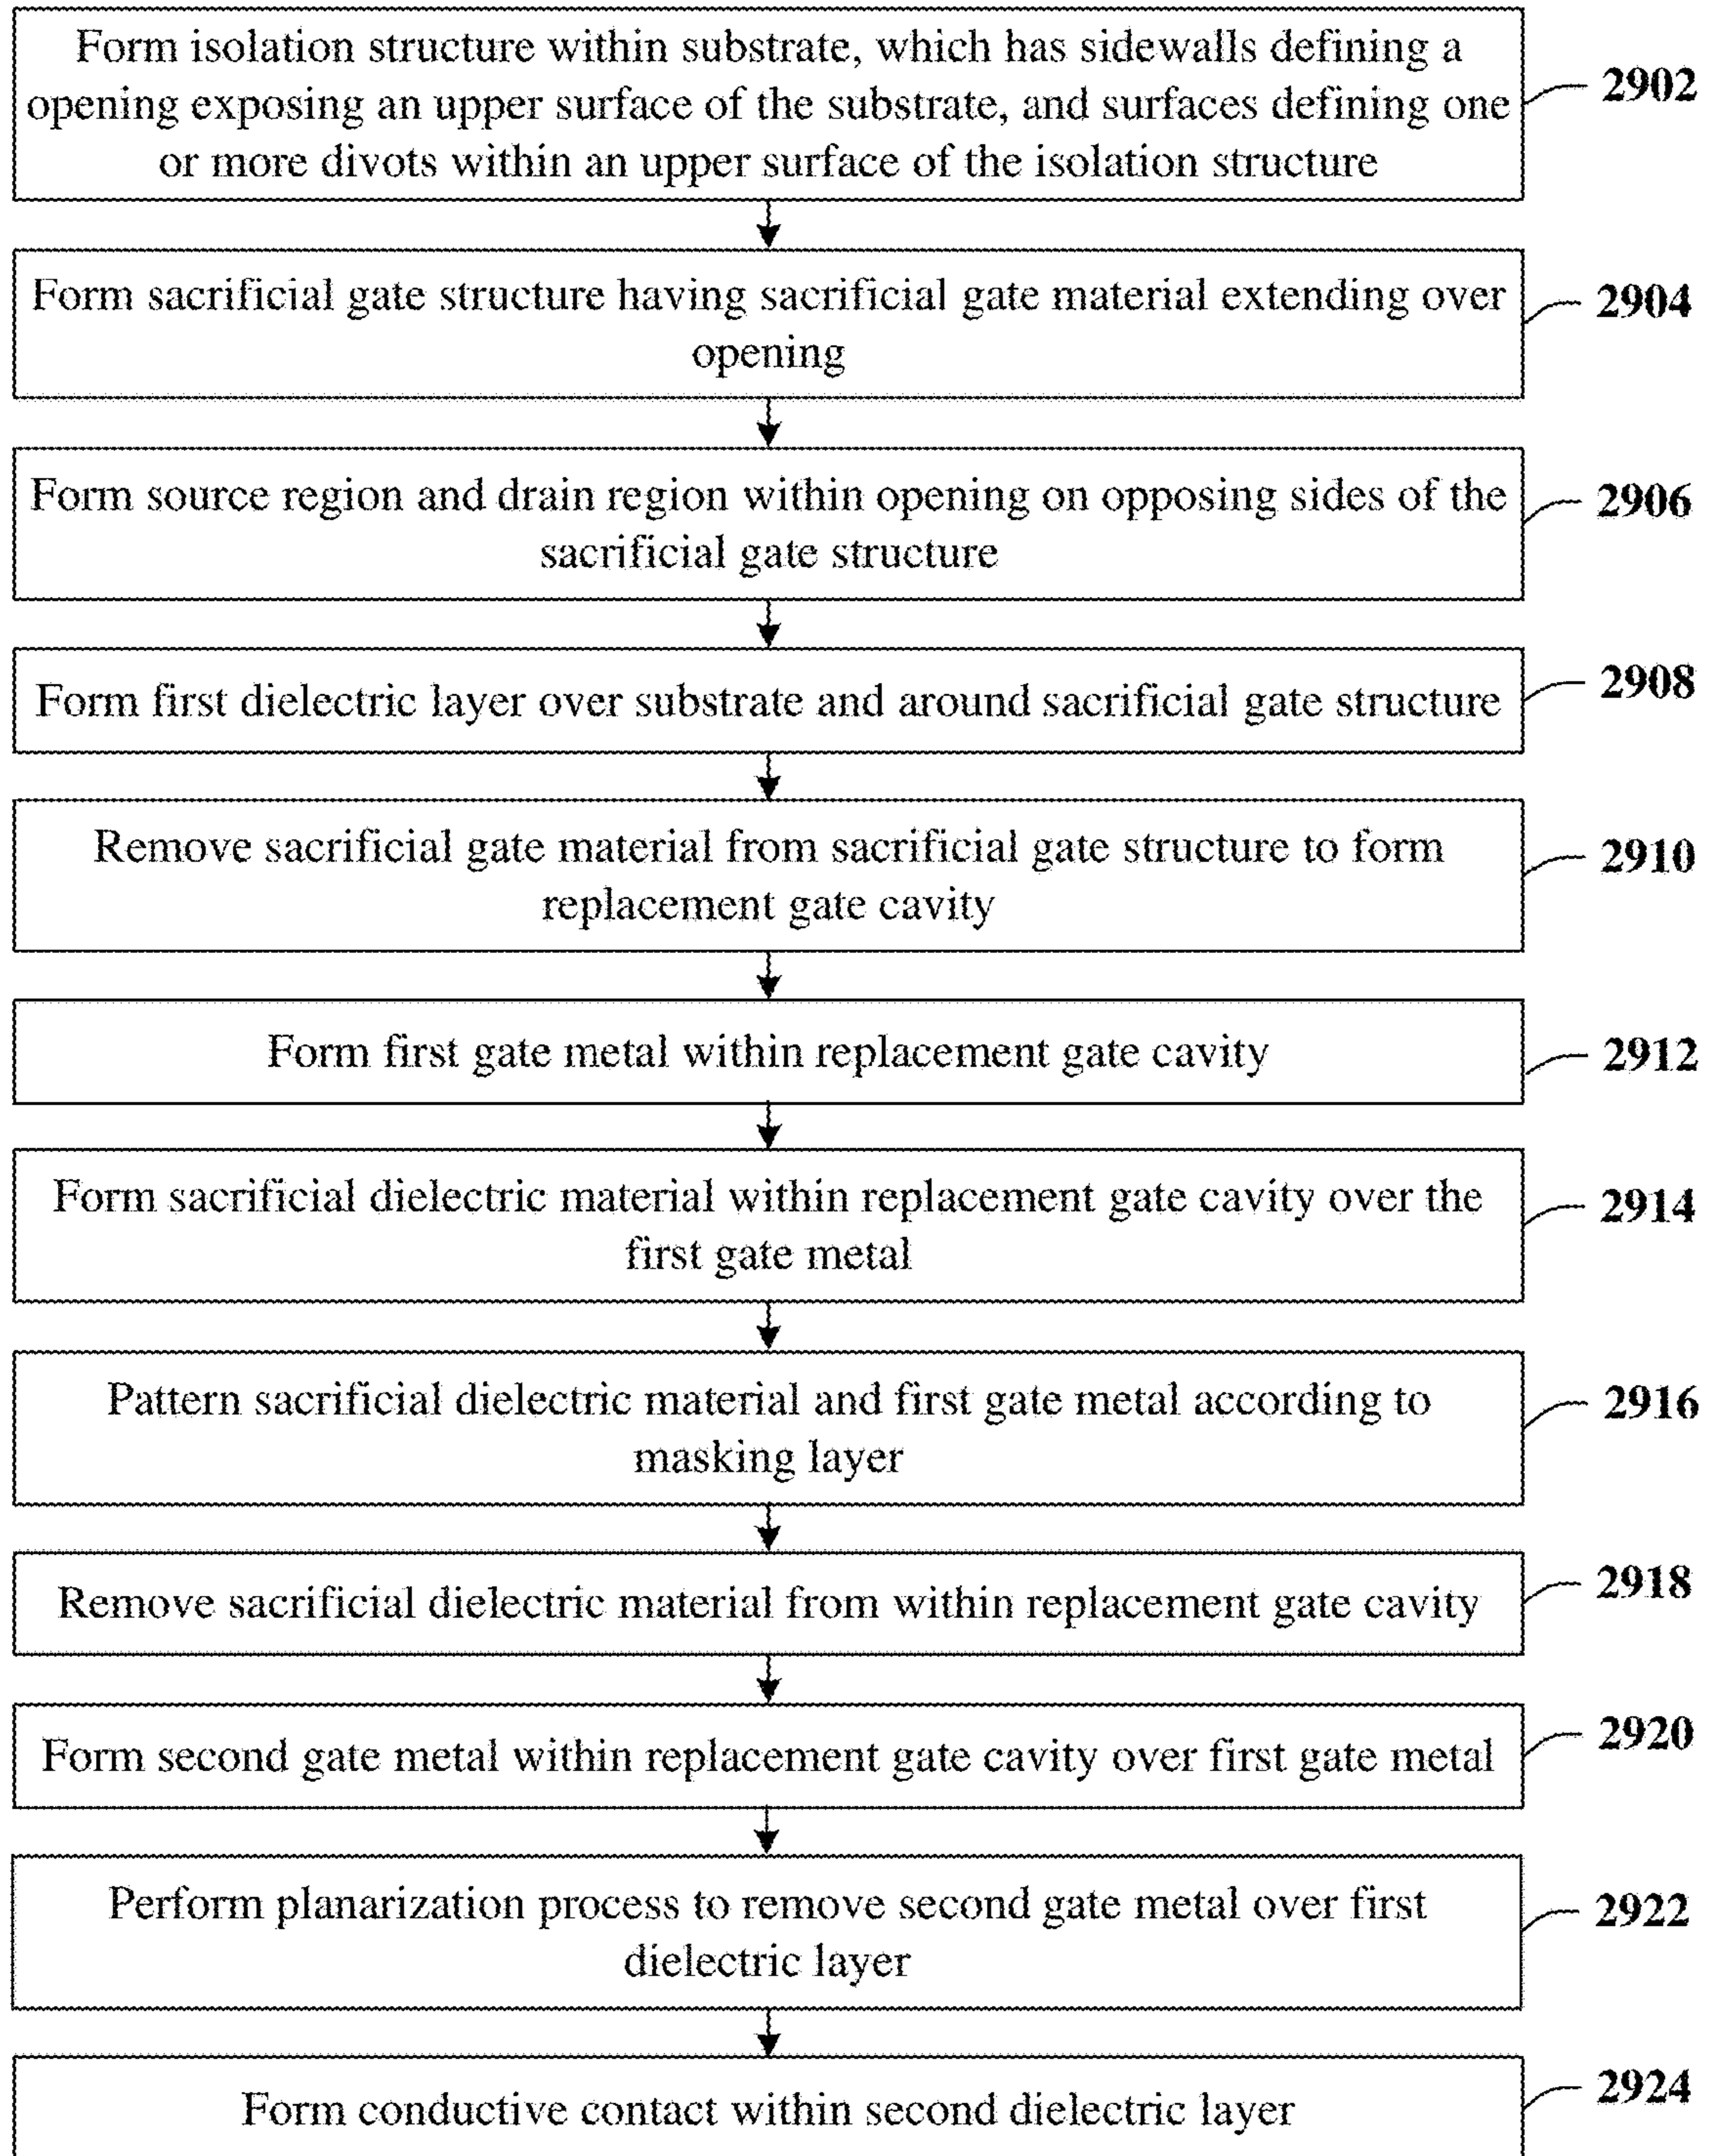 Form isolation structure within substrate, which has sidewalls defining a
opening exposing an upper surface of the substrate, and surfaces defining one
or more divots within an upper surface of the isolation structure
2902
Form sacrificial gate structure having sacrificial gate material extending over
opening
2904
Form source region and drain region within opening on opposing sides of the
sacrificial gate structure
2906
Form first dielectric layer over substrate and around sacrificial gate structure
2908
Remove sacrificial gate material from sacrificial gate structure to form
replacement gate cavity
2910
Form first gate metal within replacement gate cavity
2912
Form sacrificial dielectric material within replacement gate cavity over the
first gate metal
2914
Pattern sacrificial dielectric material and first gate metal according to
masking layer
2916
Remove sacrificial dielectric material from within replacement gate cavity
2918
Form second gate metal within replacement gate cavity over first gate metal
2920
Perform planarization process to remove second gate metal over first
dielectric layer
2922
Form conductive contact within second dielectric layer
2924